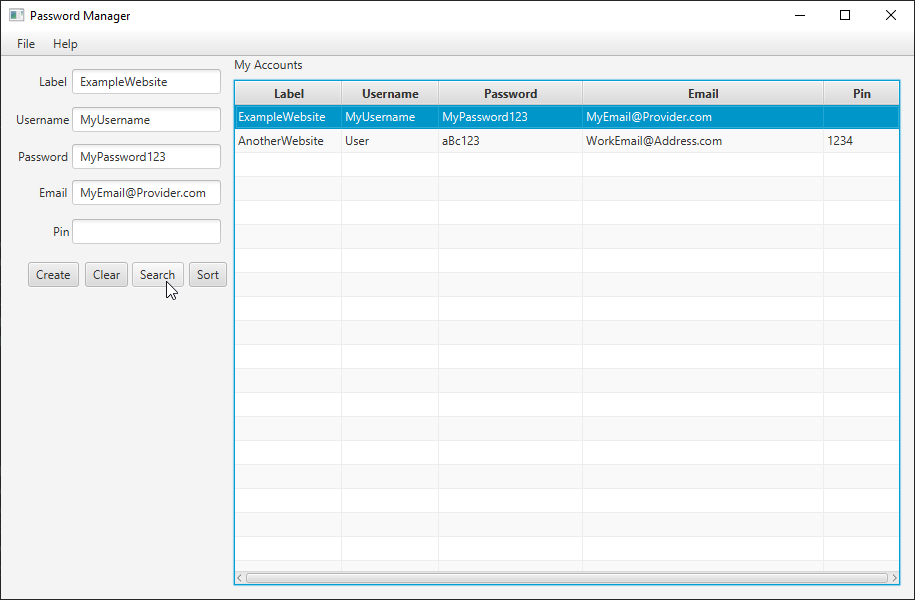 Password Manager
File Help
Label ExampleWebsite
Username MyUsername
Password MyPassword123
Email MyEmail@Provider.com
Pin
Create Clear Search Sort
My Accounts
Label Username Password Email Pin
ExampleWebsite MyUsername MyPassword123 MyEmail@Provider.com
AnotherWebsite User aBc123 WorkEmail@Address.com 1234